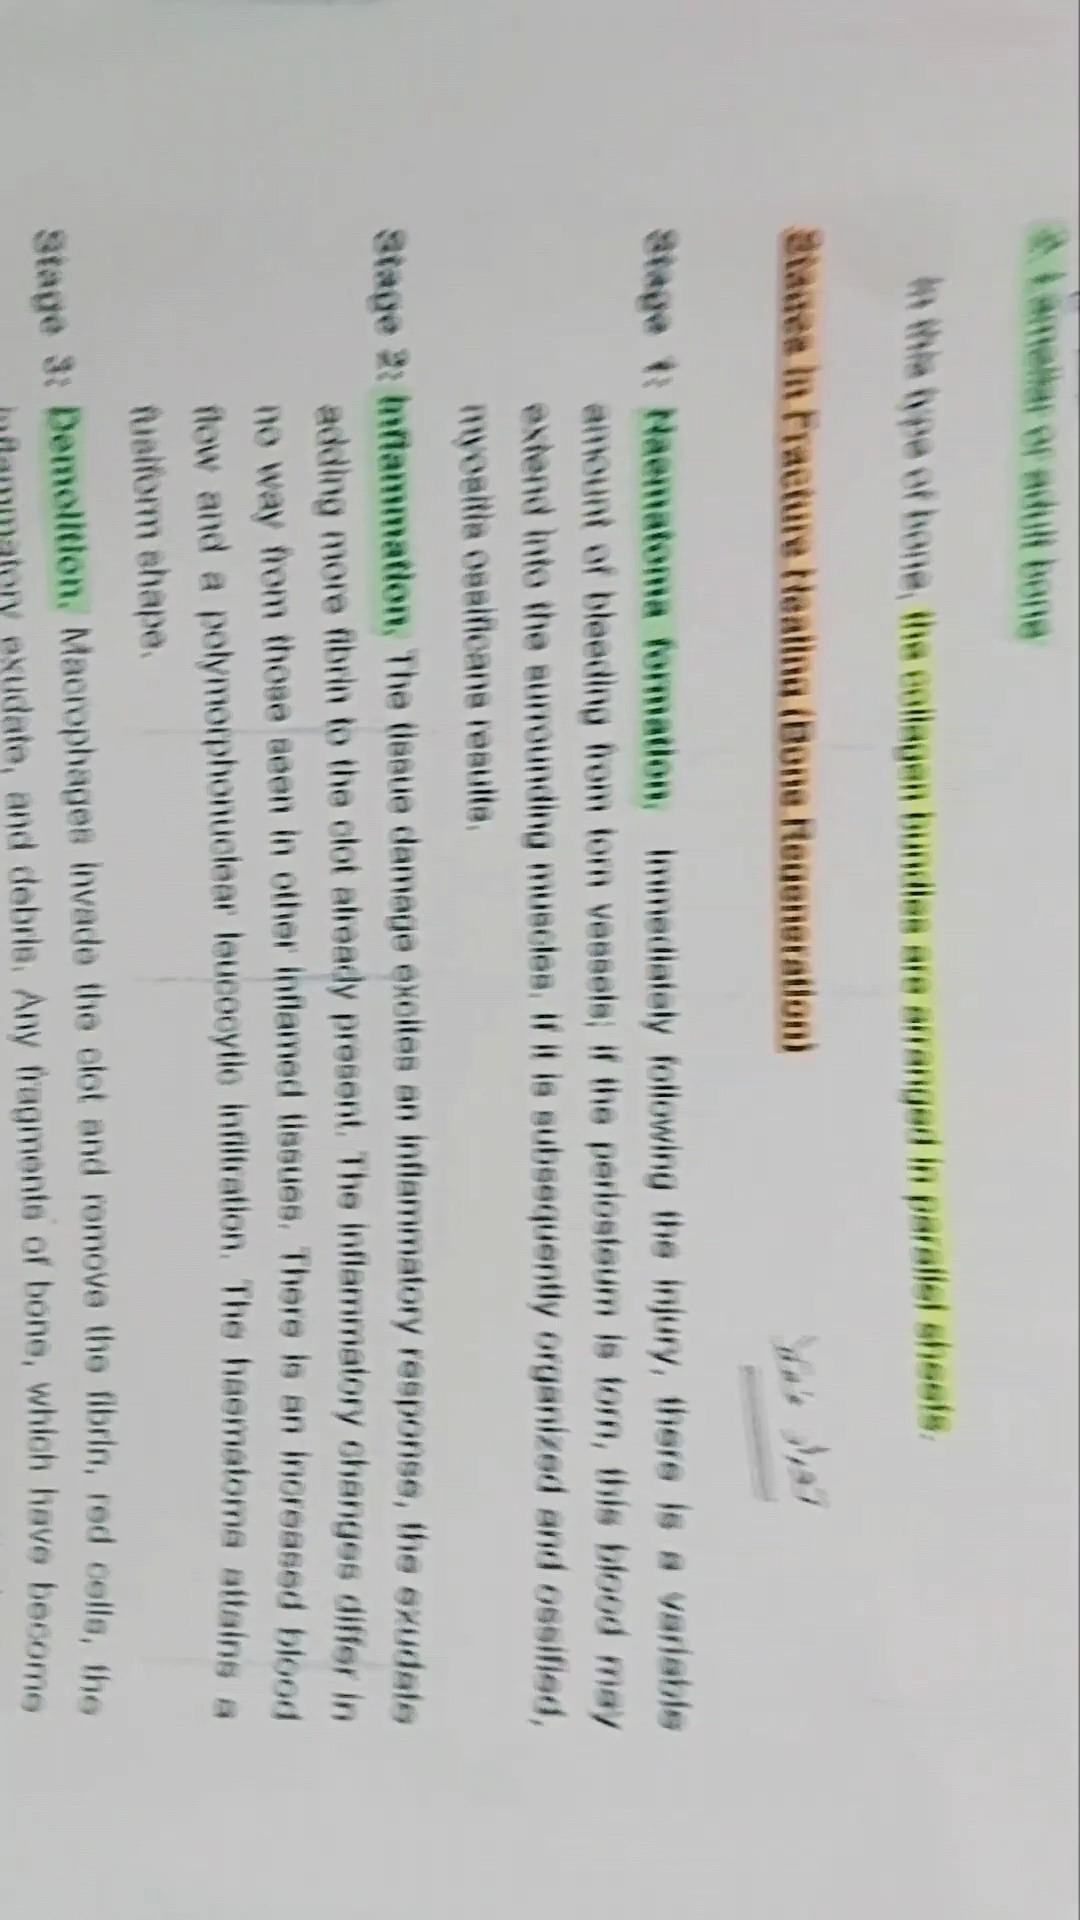 2. Lamellar or adult bone
In this type of bone, the collagen bundles are arranged in parallel sheets.
Stages in Fracture Healing (Bone Regeneration)
Stage 1: Haematoma formation. Immediately following the injury, there is a variable
amount of bleeding from torn vessels; if the periosteum is torn, this blood may
extend into the surrounding muscles. If it is subsequently organized and ossified,
myositis ossificans results.
Stage 2: Inflammation. The tissue damage excites an inflammatory response, the exudate
adding more fibrin to the clot already present. The inflammatory changes differ in
no way from those seen in other inflamed tissues. There is an increased blood
flow and a polymorphonuclear leucocytic infiltration. The haematoma attains a
fusiform shape.
Stage 3: Demolition. Macrophages invade the clot and remove the fibrin, red cells, the
inflammatory exudate, and debris. Any fragments of bone, which have become